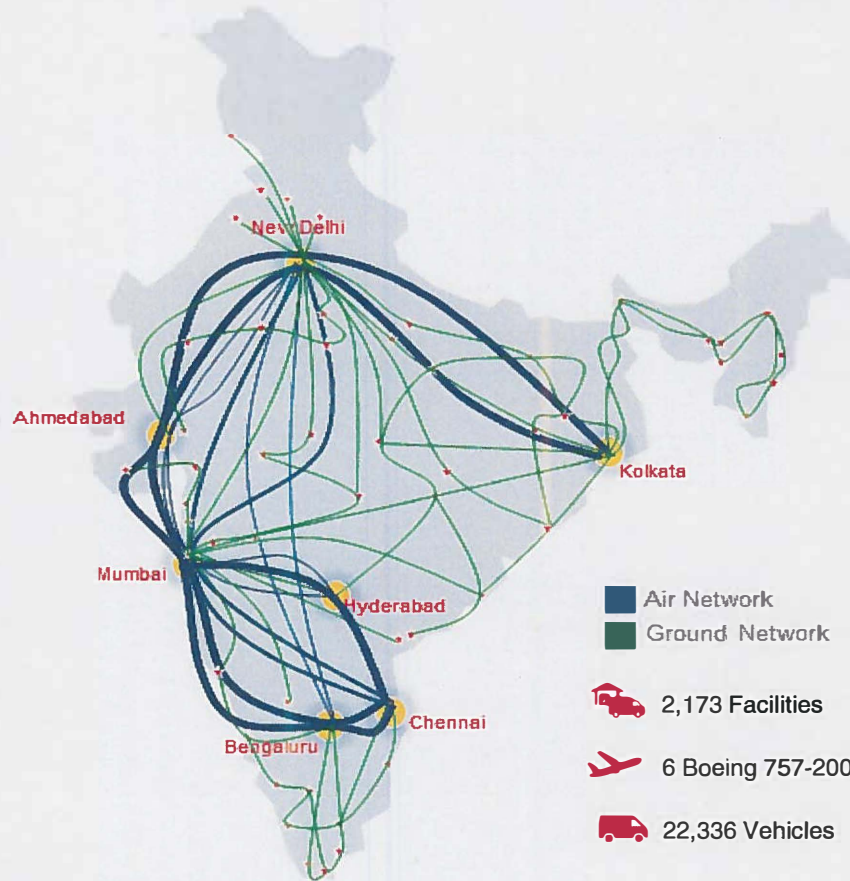 New Delhi
Ahmedabad
Kolkata
Mumbai
Hyderabad
Air Network
Ground Network
2,173 Facilities
Chennai
Bengaluru
6 Boeing 757-200
22,336 Vehicles